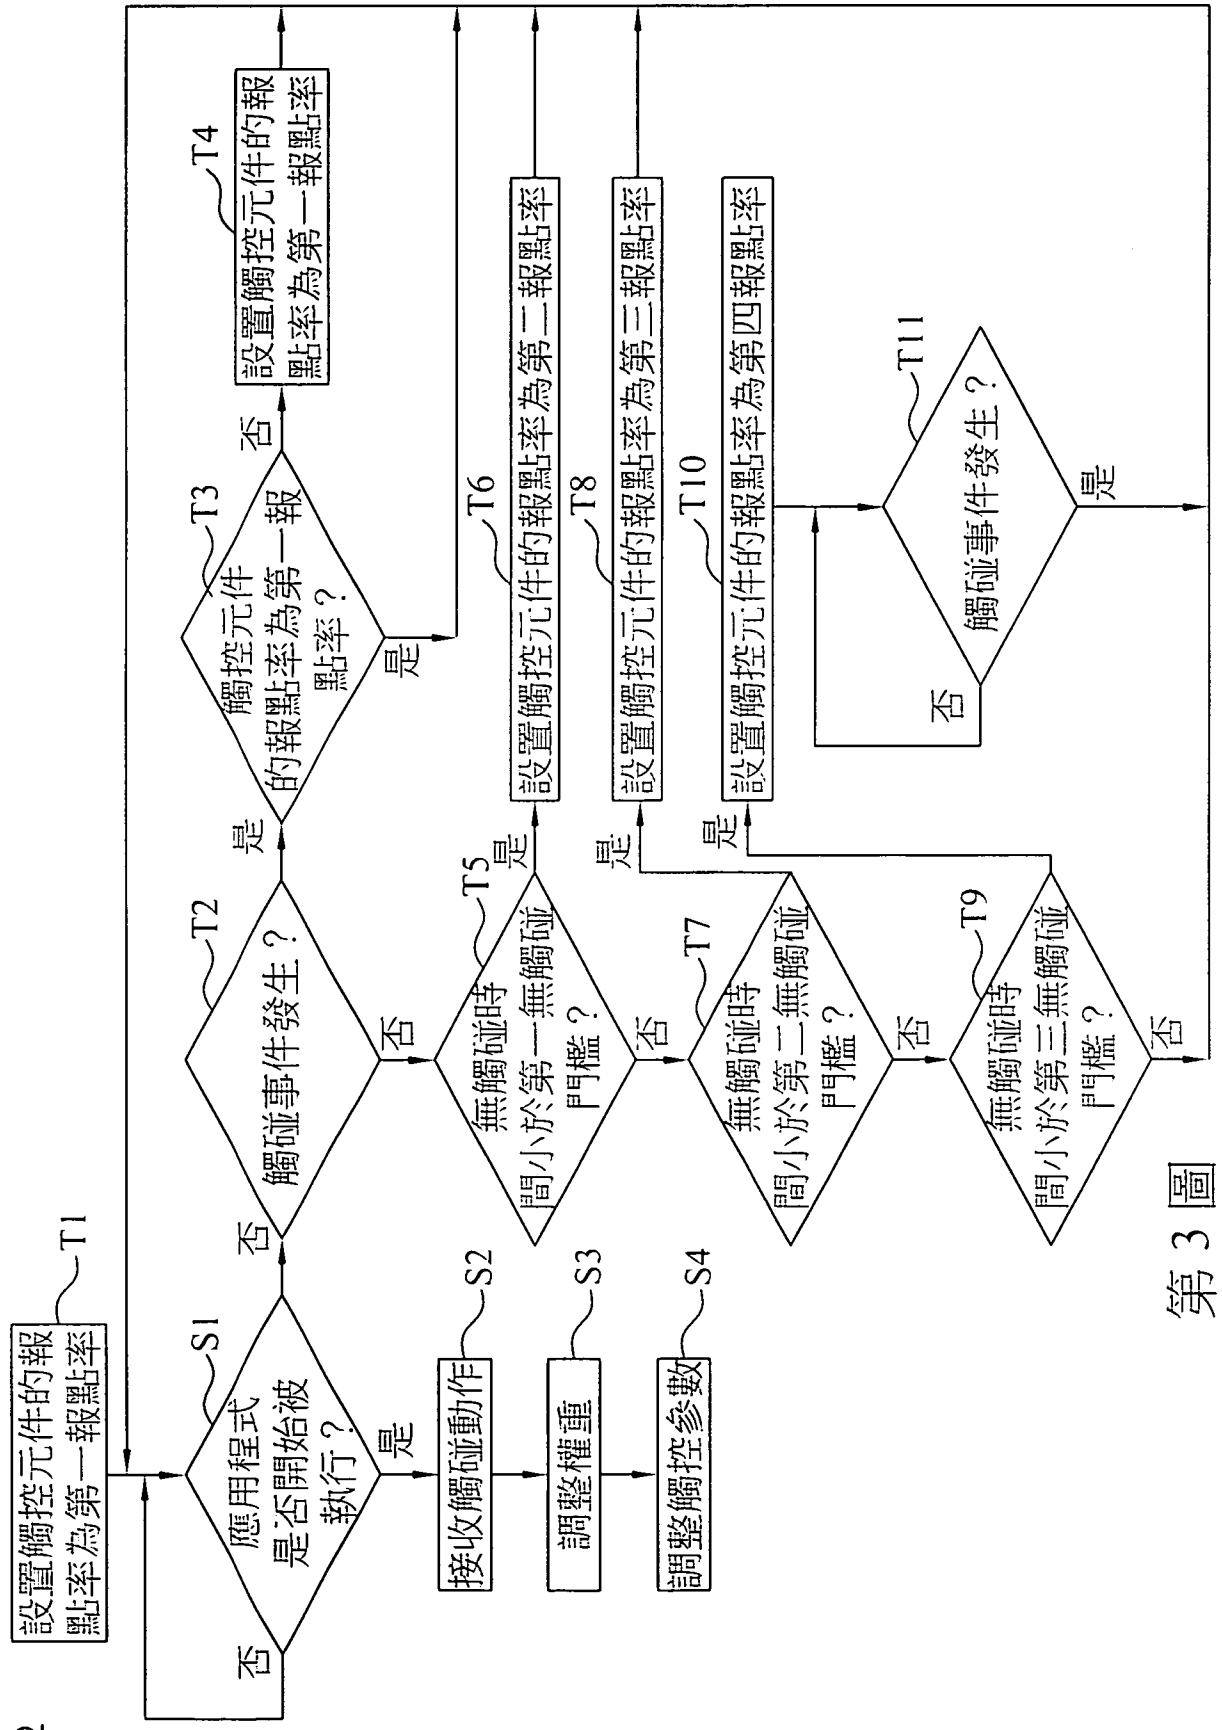 設置觸控元件的報
點率為第一報點率
T1
應用程式
是否開始被
執行？
S1
否
否
是
接收觸碰動作
S2
調整權重
S3
調整觸控參數
S4
觸碰事件發生？
T2
是
否
觸控元件
的報點率為第一報
點率？
T3
否
是
設置觸控元件的報
點率為第一報點率
T4
無觸碰時
間小於第一無觸碰
門檻？
T5
是
否
設置觸控元件的報點率為第二報點率
T6
無觸碰時
間小於第二無觸碰
門檻？
T7
是
否
設置觸控元件的報點率為第三報點率
T8
無觸碰時
間小於第三無觸碰
門檻？
T9
是
否
設置觸控元件的報點率為第四報點率
T10
觸碰事件發生？
T11
否
是
第 3 圖